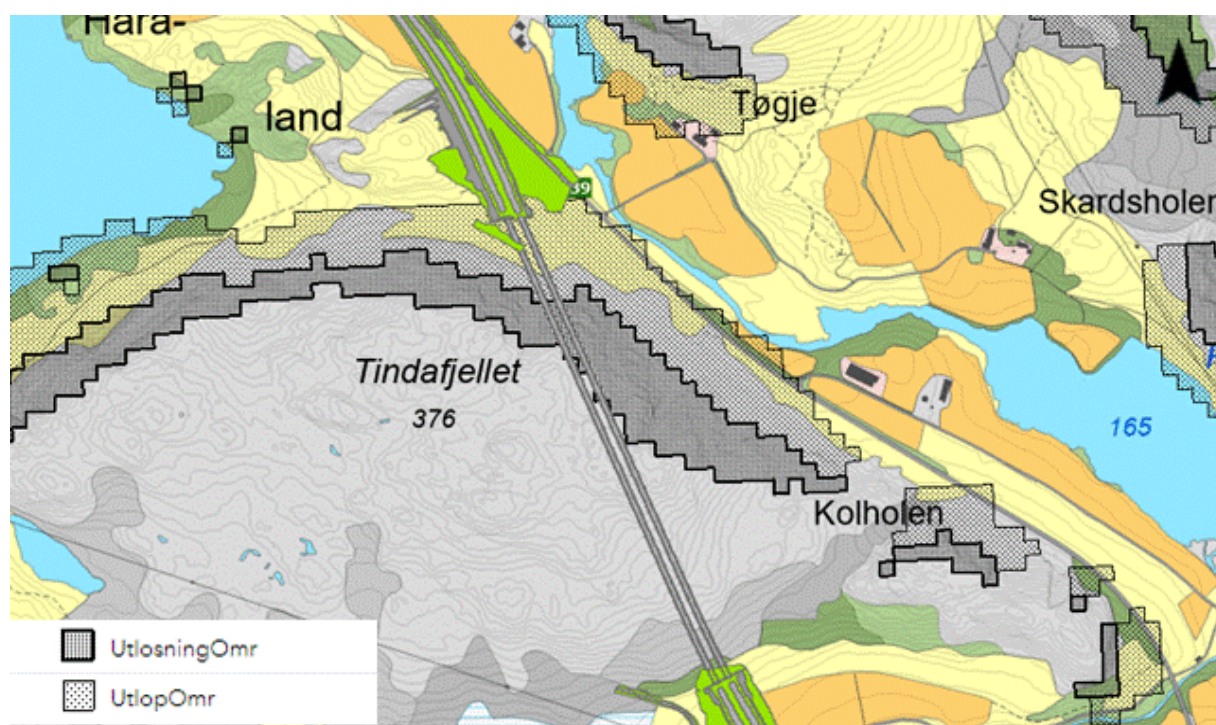 Hara-
land
Tøgje
39
Skardsholen
Tindafjellet
376
165
Kolholen
UtlosningOmr
UtlopOmr